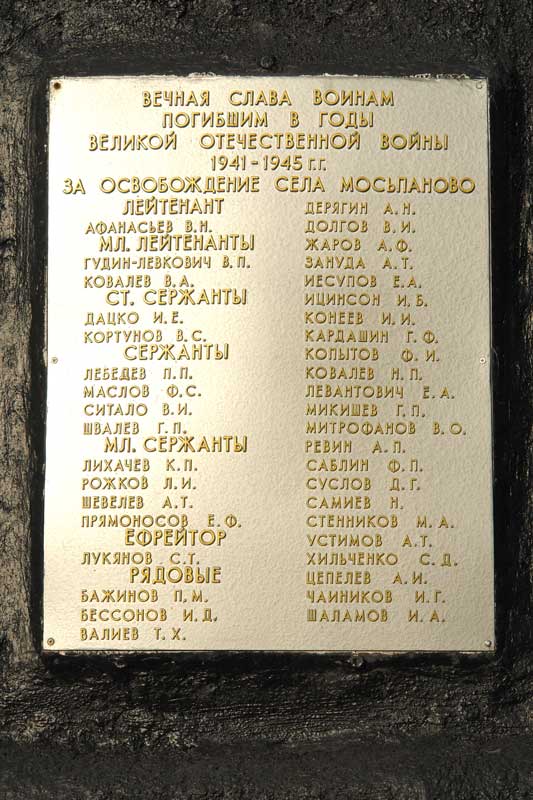 ВЕЧНАЯ СЛАВА ВОИНАМ
ПОГИБШИМ В ГОДЫ
ВЕЛИКОЙ ОТЕЧЕСТВЕННОЙ ВОЙНЫ
1941-1945 г.г.
ЗА ОСВОБОЖДЕНИЕ СЕЛА МОСЬПАНОВО
ЛЕЙТЕНАНТ
АФАНАСЬЕВ В.Н.
МЛ. ЛЕЙТЕНАНТЫ
ГУДИН-ЛЕВКОВИЧ В.П.
КОВАЛЕВ В.А.
СТ. СЕРЖАНТЫ
ДАЦКО И.Е.
КОРТУНОВ В.С.
СЕРЖАНТЫ
ЛЕБЕДЕВ П.П.
МАСЛОВ Ф.С.
СИТАЛО В.И.
ШВАЛЕВ Г.П.
МЛ. СЕРЖАНТЫ
ЛИХАЧЕВ К.П.
РОЖКОВ Л.И.
ШЕВЕЛЕВ А.Т.
ПРЯМОНОСОВ Е.Ф.
ЕФРЕЙТОР
ЛУКЯНОВ С.Т.
РЯДОВЫЕ
БАЖИНОВ П.М.
БЕССОНОВ И.Д.
ВАЛИЕВ Т.Х.
ДЕРЯГИН А.Н.
ДОЛГОВ В.И.
ЖАРОВ А.Ф.
ЗАНУДА А.Т.
ИЕСУПОВ Е.А.
ИЦИНСОН И.Б.
КОНЕЕВ И.И.
КАРДАШИН Г.Ф.
КОПЫТОВ Ф.И.
КОВАЛЕВ Н.П.
ЛЕВАНТОВИЧ Е.А.
МИКИШЕВ Г.П.
МИТРОФАНОВ В.О.
РЕВИН А.П.
САБЛИН Ф.П.
СУСЛОВ Д.Г.
САМИЕВ Н.
СТЕННИКОВ М.А.
УСТИМОВ А.Т.
ХИЛЬЧЕНКО С.Д.
ЦЕПЕЛЕВ А.И.
ЧАИНИКОВ И.Г.
ШАЛАМОВ И.А.